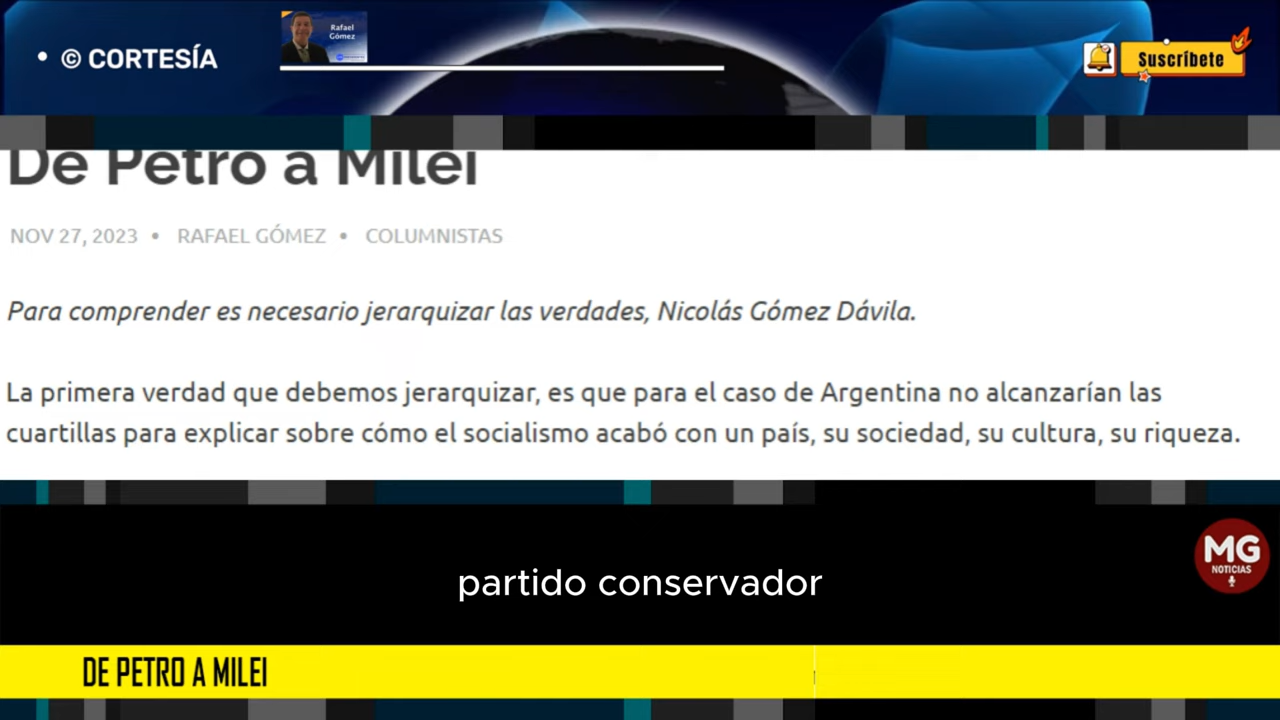 • © CORTESÍA
Rafael
Gómez
Suscríbete
De Petro a Milei
NOV 27, 2023 • RAFAEL GÓMEZ • COLUMNISTAS
Para comprender es necesario jerarquizar las verdades, Nicolás Gómez Dávila.
La primera verdad que debemos jerarquizar, es que para el caso de Argentina no alcanzarían las
cuartillas para explicar sobre cómo el socialismo acabó con un país, su sociedad, su cultura, su riqueza.
partido conservador
MG
NOTICIAS
DE PETRO A MILEI